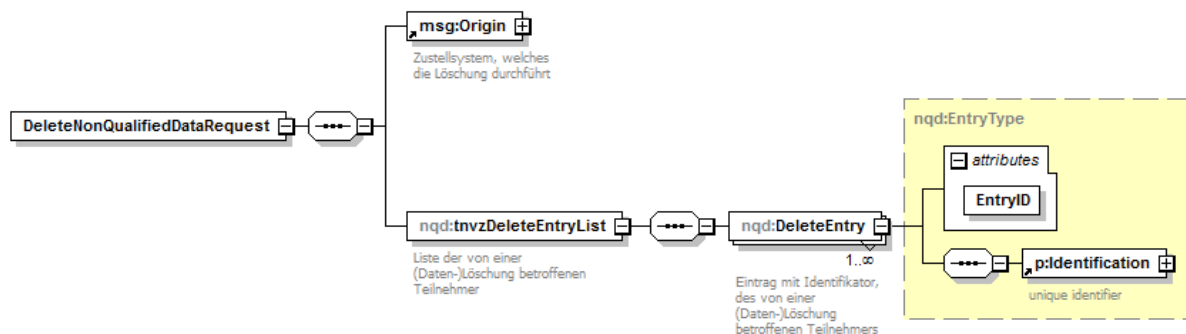 msg:Origin
Zustellsystem, welches
die Löschung durchführt
DeleteNonQualifiedDataRequest
nqd:EntryType
attributes
EntryID
nqd:tnvzDeleteEntryList
Liste der von einer
(Daten-)Löschung betroffenen
Teilnehmer
nqd:DeleteEntry
1..∞
Eintrag mit Identifikator,
des von einer
(Daten-)Löschung
betroffenen Teilnehmers
p:Identification
unique identifier